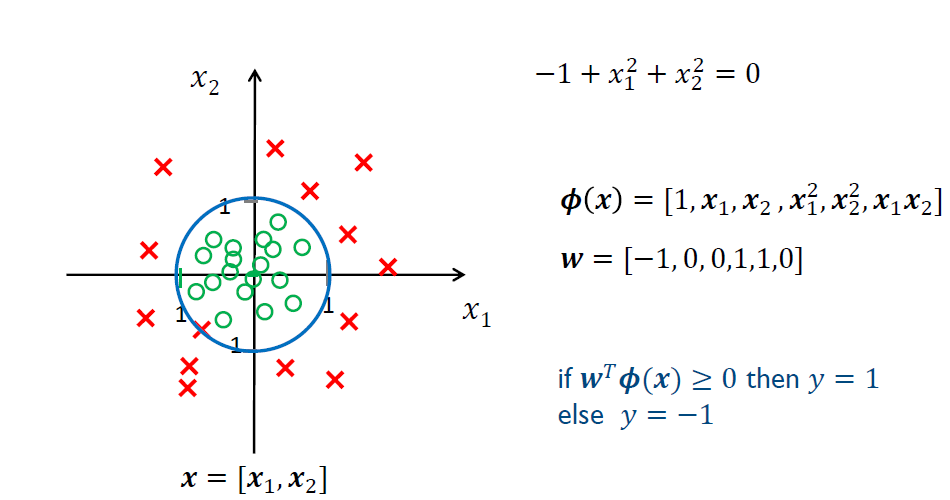 x₂
−1 + x₁² + x₂² = 0
ϕ(x) = [1, x₁, x₂ , x₁², x₂², x₁x₂]
1
w = [−1, 0, 0,1,1,0]
1
1
x₁
1
if wᵀϕ(x) ≥ 0 then y = 1
else y = −1
x = [x₁, x₂]